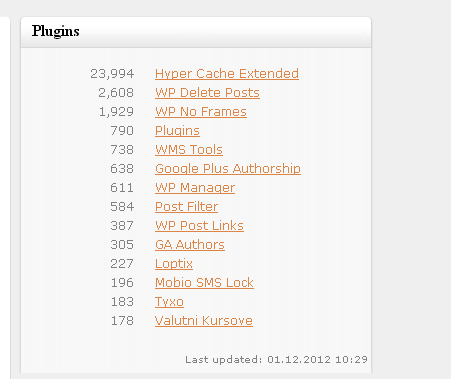 Plugins
23,994 Hyper Cache Extended
2,608 WP Delete Posts
1,929 WP No Frames
790 Plugins
738 WMS Tools
638 Google Plus Authorship
611 WP Manager
584 Post Filter
387 WP Post Links
305 GA Authors
227 Loptix
196 Mobio SMS Lock
183 Tyxo
178 Valutni Kursove
Last updated: 01.12.2012 10:29